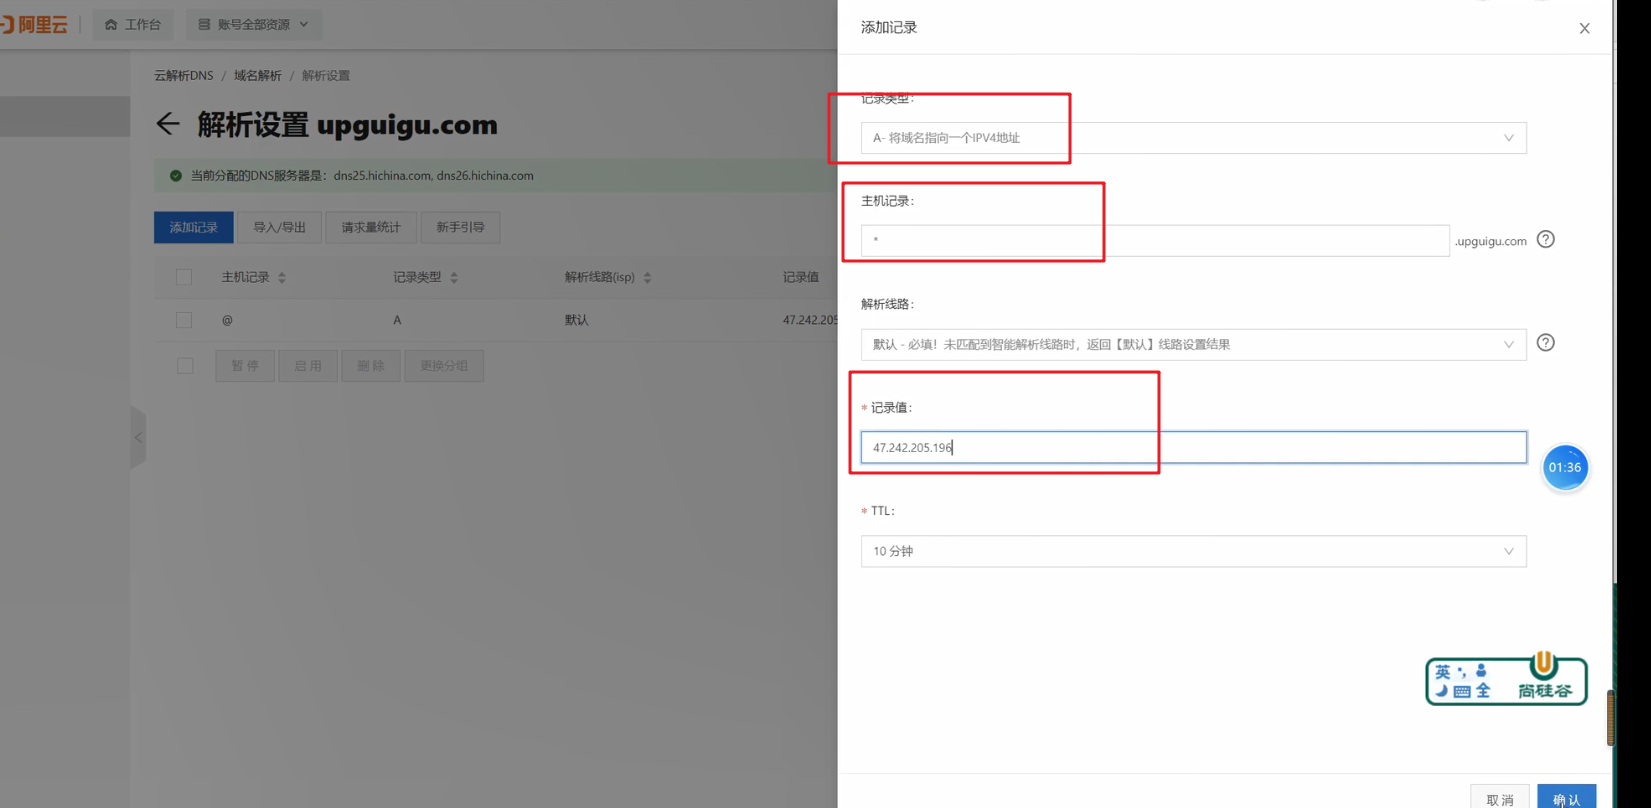 阿里云
工作台
账号全部资源
云解析DNS / 域名解析 / 解析设置
解析设置 upguigu.com
当前分配的DNS服务器是：dns25.hichina.com, dns26.hichina.com
添加记录
导入/导出
请求量统计
新手引导
主机记录
记录类型
解析线路(isp)
记录值
@
A
默认
47.242.205
暂 停
启 用
删 除
更换分组
添加记录
记录类型：
A- 将域名指向一个IPV4地址
主机记录：
*
.upguigu.com
解析线路：
默认 - 必填！未匹配到智能解析线路时，返回【默认】线路设置结果
* 记录值：
47.242.205.196
01:36
* TTL：
10 分钟
英
全
尚硅谷
取 消
确 认